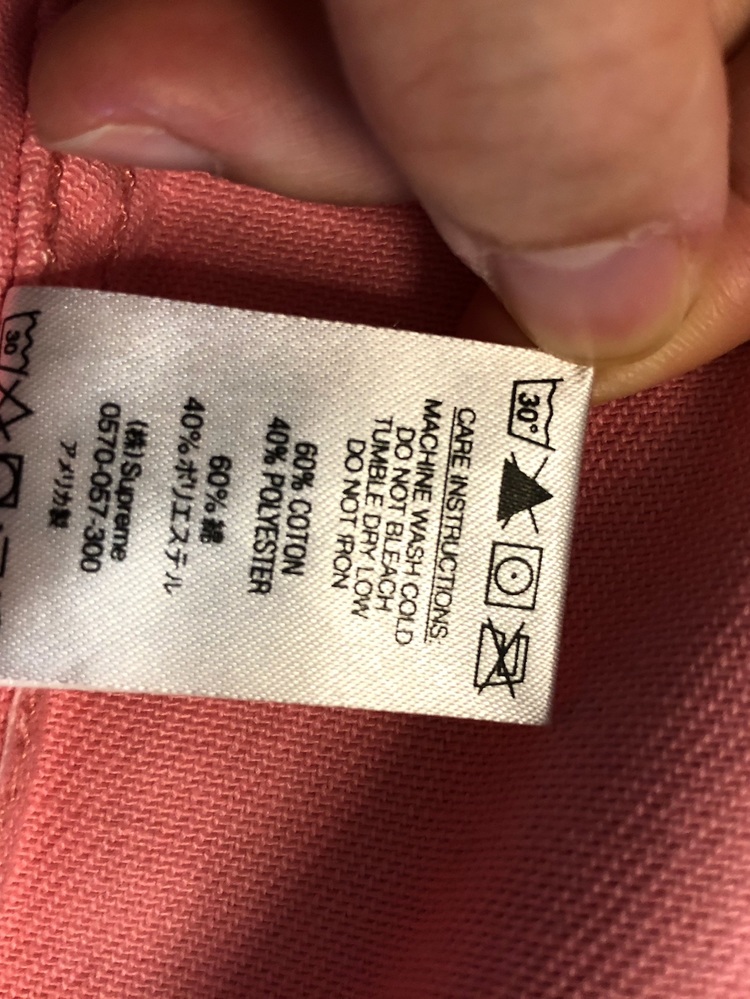 30°
CARE INSTRUCTIONS:
MACHINE WASH COLD
DO NOT BLEACH
TUMBLE DRY LOW
DO NOT IRON
60% COTON
40% POLYESTER
60% 綿
40% ポリエステル
(株) Supreme
0570-057-300
アメリカ製
30